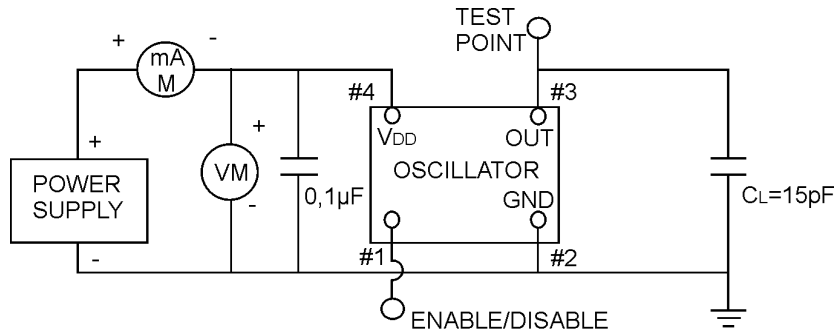 TEST
POINT
+
-
mA
M
#4
#3
+
+
VDD
OUT
POWER
SUPPLY
VM
0,1µF
OSCILLATOR
GND
CL=15pF
-
-
#1
#2
ENABLE/DISABLE